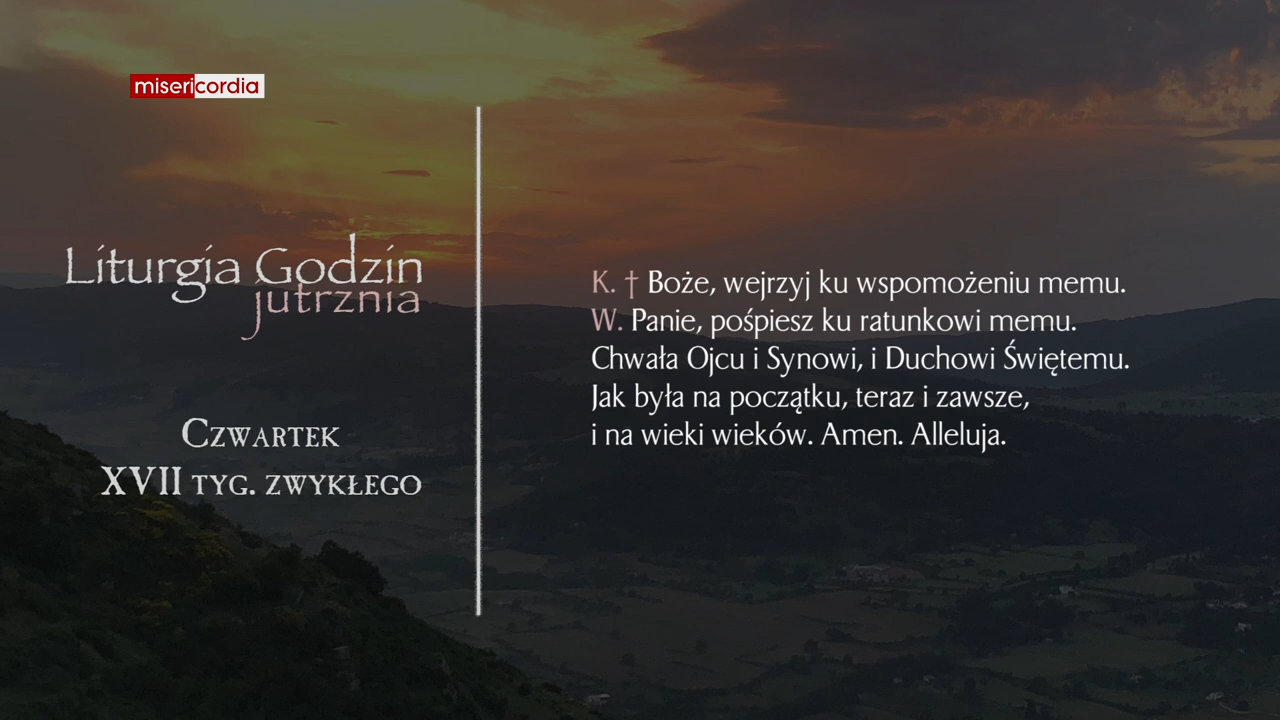 misericordia
Liturgia Godzin
jutrznia
Czwartek
XVII tyg. zwykłego
K. † Boże, wejrzyj ku wspomożeniu memu.
W. Panie, pośpiesz ku ratunkowi memu.
Chwała Ojcu i Synowi, i Duchowi Świętemu.
Jak była na początku, teraz i zawsze,
i na wieki wieków. Amen. Alleluja.